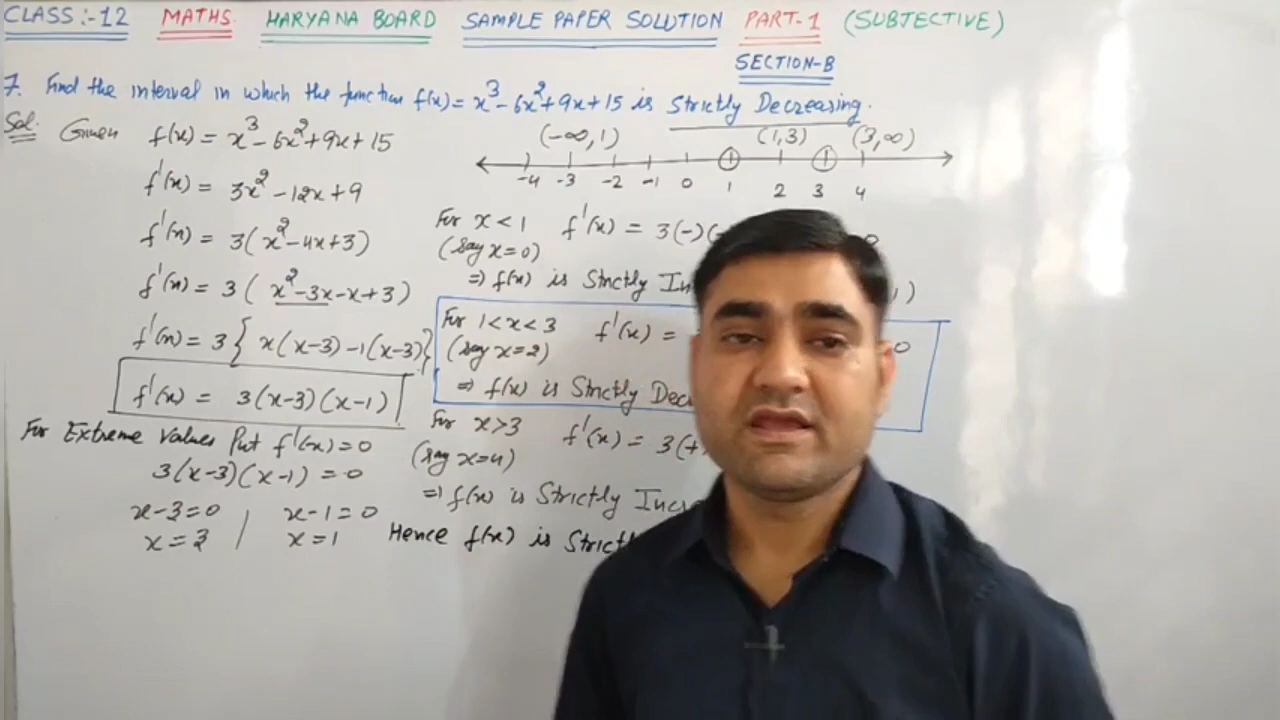 CLASS:-12 MATHS. HARYANA BOARD SAMPLE PAPER SOLUTION PART-1 (SUBJECTIVE)
SECTION-B
7. Find the interval in which the function f(x) = x³-6x²+9x+15 is Strictly Decreasing.
Sol. Given f(x) = x³-6x²+9x+15
f'(x) = 3x²-12x+9
f'(x) = 3(x²-4x+3)
f'(x) = 3(x²-3x-x+3)
f'(x) = 3{x(x-3)-1(x-3)}
f'(x) = 3(x-3)(x-1)
For Extreme Values Put f'(x)=0
3(x-3)(x-1)=0
x-3=0 / x-1=0
x=3 / x=1
(-∞,1) (1,3) (3,∞)
-4 -3 -2 -1 0 1 2 3 4
For x<1 f'(x) = 3(-)(
(Say x=0)
⇒ f(x) is Strictly
For 1<x<3 f'(x) =
(Say x=2) 0
⇒ f(x) is Strictly
For x>3 f'(x) = 3(+)
(Say x=4)
⇒ f(x) is Strictly
Hence f(x) is